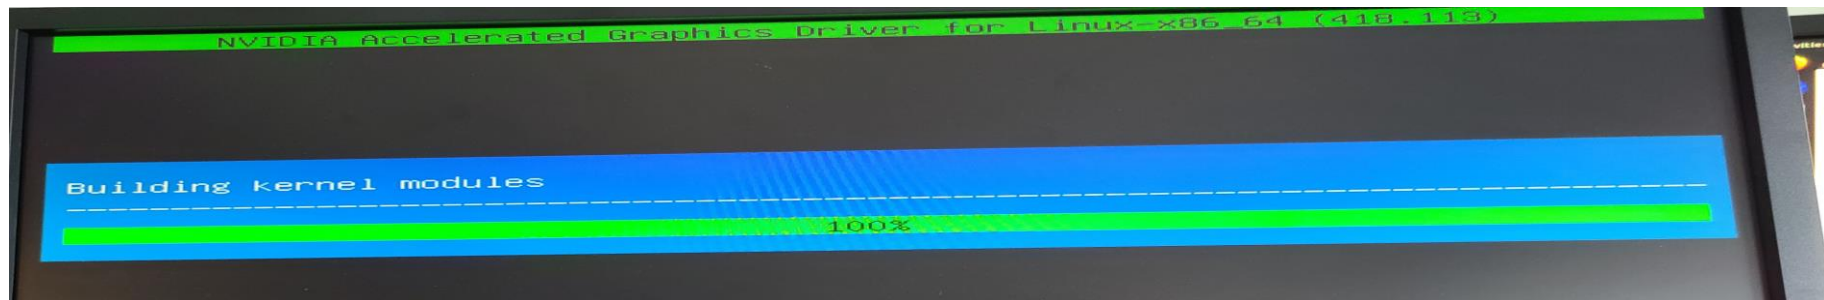 NVIDIA Accelerated Graphics Driver for Linux-x86_64 (418.113)
Building kernel modules
100%